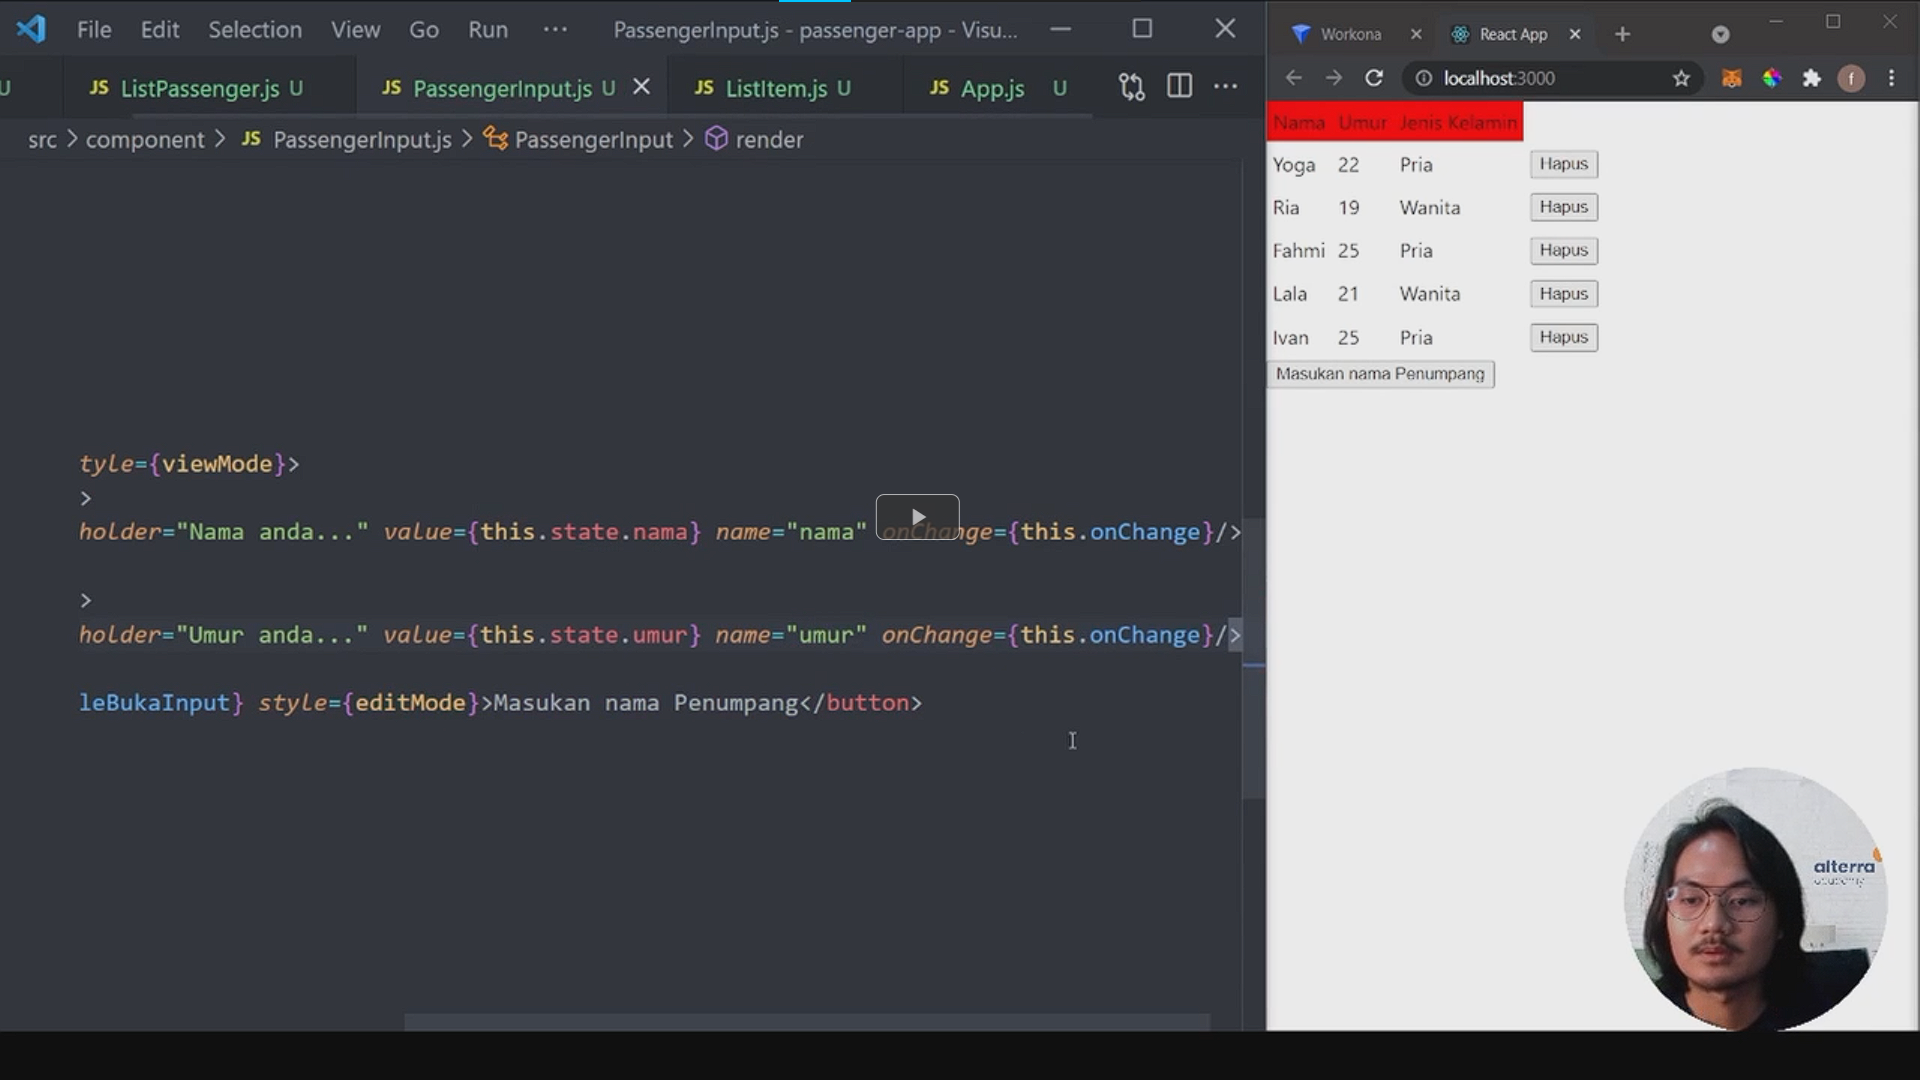 File Edit Selection View Go Run ··· PassengerInput.js - passenger-app - Visu...
U JS ListPassenger.js U JS PassengerInput.js U JS ListItem.js U JS App.js U
src > component > JS PassengerInput.js > PassengerInput > render
tyle={viewMode}>
>
holder="Nama anda..." value={this.state.nama} name="nama" onChange={this.onChange}/>
>
holder="Umur anda..." value={this.state.umur} name="umur" onChange={this.onChange}/>
leBukaInput} style={editMode}>Masukan nama Penumpang</button>
Workona React App
localhost:3000 f
Nama Umur Jenis Kelamin
Yoga 22 Pria Hapus
Ria 19 Wanita Hapus
Fahmi 25 Pria Hapus
Lala 21 Wanita Hapus
Ivan 25 Pria Hapus
Masukan nama Penumpang
alterra
academy